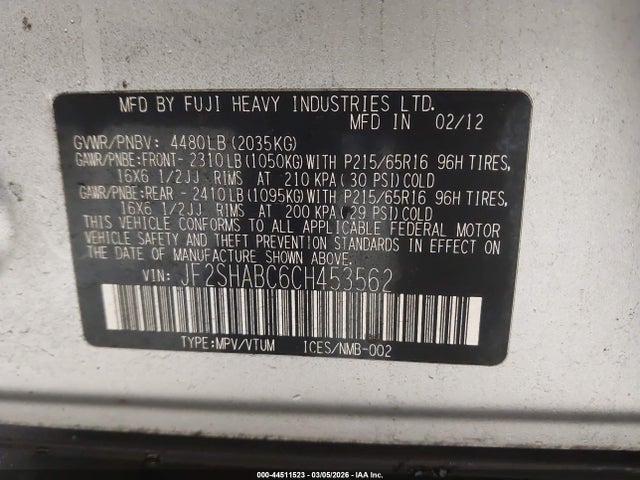 MFD BY FUJI HEAVY INDUSTRIES LTD.
MFD IN 02/12
GVWR/PNBV: 4480LB (2035KG)
GAWR/PNBE:FRONT- 2310LB (1050KG) WITH P215/65R16 96H TIRES,
16X6 1/2JJ RIMS AT 210 KPA (30 PSI) COLD
GAWR/PNBE:REAR - 2410LB (1095KG) WITH P215/65R16 96H TIRES,
16X6 1/2JJ RIMS AT 200 KPA (29 PSI) COLD
THIS VEHICLE CONFORMS TO ALL APPLICABLE FEDERAL MOTOR
VEHICLE SAFETY AND THEFT PREVENTION STANDARDS IN EFFECT ON THE
DATE OF MANUFACTURE SHOWN ABOVE.
VIN: JF2SHABC6CH453562
TYPE:MPV/VTUM ICES/NMB-002
000-44511523 | 03/05/2026 - IAA Inc.